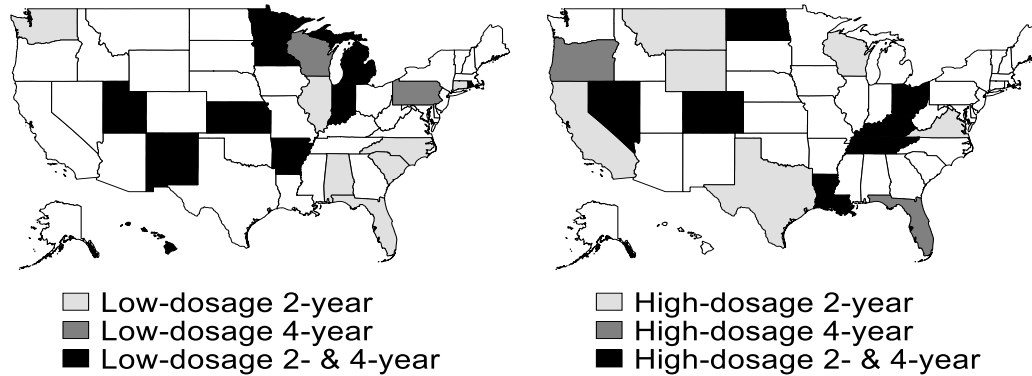 Low-dosage 2-year
Low-dosage 4-year
Low-dosage 2- & 4-year
High-dosage 2-year
High-dosage 4-year
High-dosage 2- & 4-year